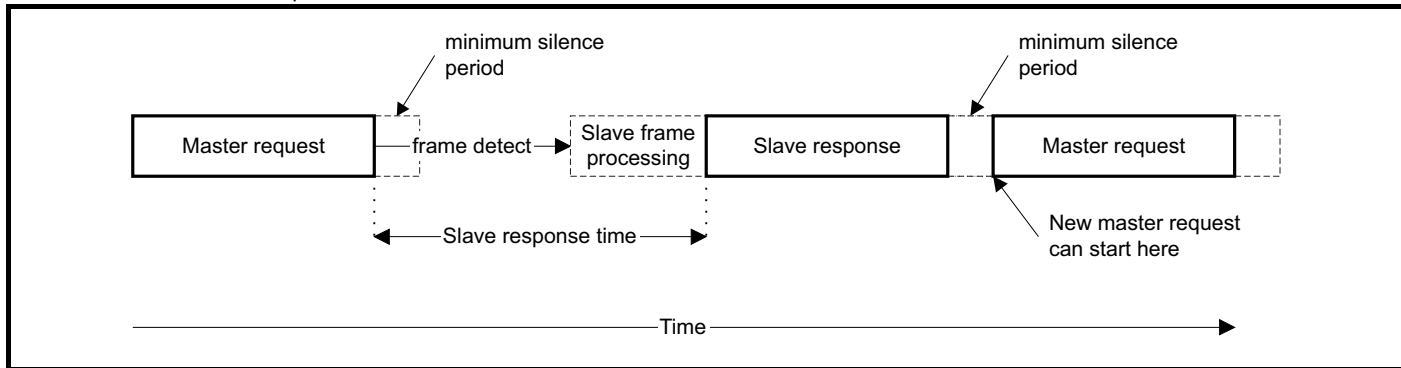 minimum silence
period
minimum silence
period
Master request
frame detect
Slave frame
processing
Slave response
Master request
Slave response time
New master request
can start here
Time